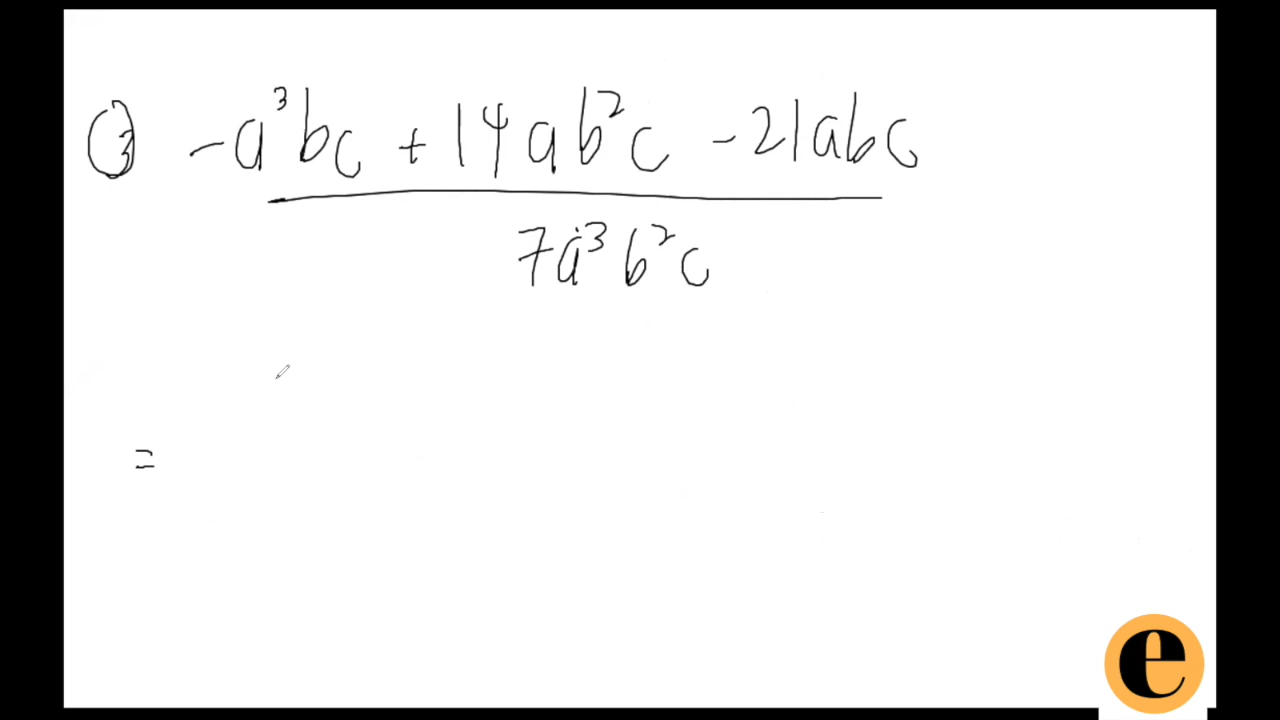 ③ -a³bc + 14ab²c - 21abc
7a³b²c
=
e